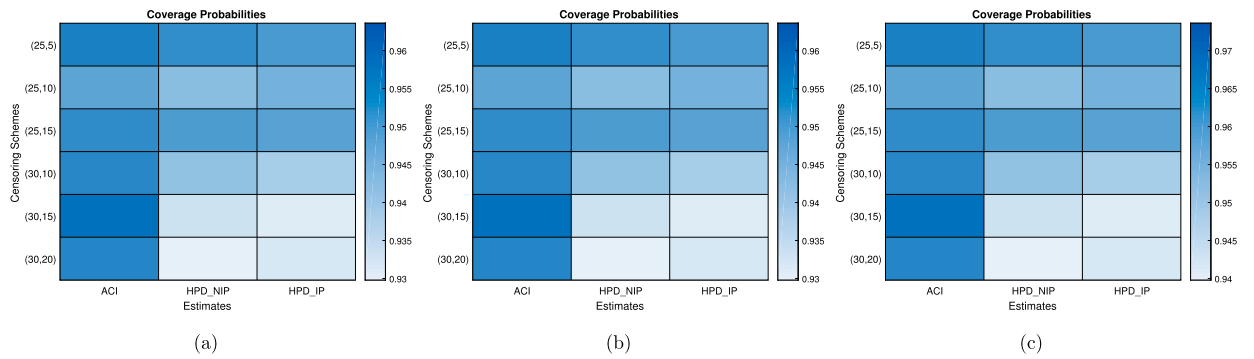 Coverage Probabilities
Censoring Schemes
(25,5)
(25,10)
(25,15)
(30,10)
(30,15)
(30,20)
ACI HPD_NIP HPD_IP
Estimates
0.96
0.955
0.95
0.945
0.94
0.935
0.93
(a)
Coverage Probabilities
Censoring Schemes
(25,5)
(25,10)
(25,15)
(30,10)
(30,15)
(30,20)
ACI HPD_NIP HPD_IP
Estimates
0.96
0.955
0.95
0.945
0.94
0.935
0.93
(b)
Coverage Probabilities
Censoring Schemes
(25,5)
(25,10)
(25,15)
(30,10)
(30,15)
(30,20)
ACI HPD_NIP HPD_IP
Estimates
0.97
0.965
0.96
0.955
0.95
0.945
0.94
(c)